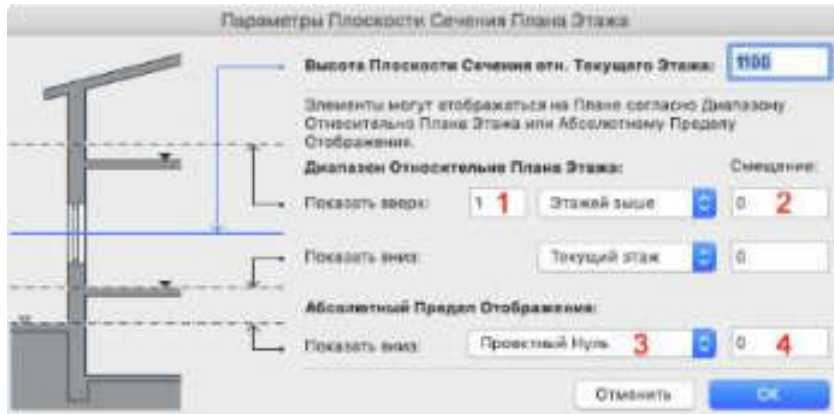 Параметры Плоскости Сечения Плана Этажа
Высота Плоскости Сечения отн. Текущего Этажа: 1100
Элементы могут отображаться на Плане согласно Диапазону
Относительно Плана Этажа или Абсолютному Пределу
Отображения.
Диапазон Относительно Плана Этажа: Смещение:
Показать вверх: 1 1 Этажей выше 0 2
Показать вниз: Текущий этаж 0
Абсолютный Предел Отображения:
Показать вниз: Проектный Нуль 3 0 4
Отменить OK